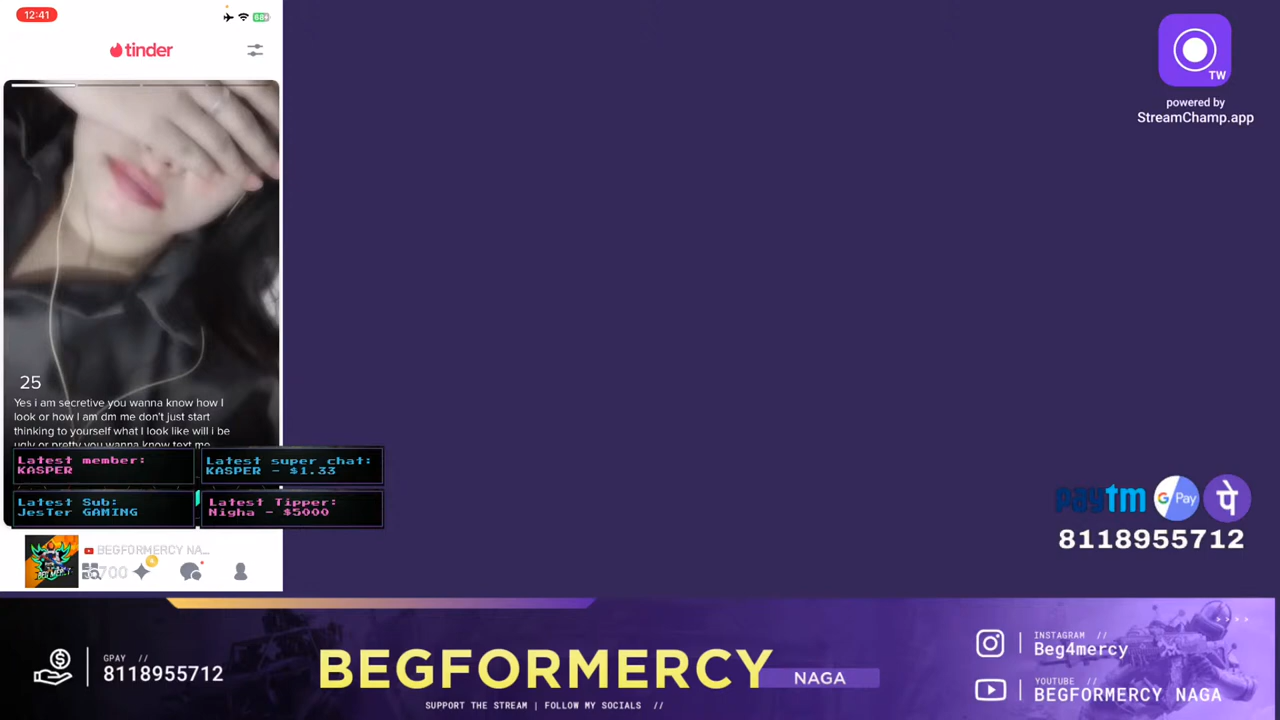 12:41
68
tinder
25
Yes i am secretive you wanna know how I
look or how I am dm me don't just start
thinking to yourself what I look like will i be
ugly or pretty you wanna know text me
Latest member:
KASPER
Latest super chat:
KASPER - $1.33
Latest Sub:
JesTer GAMING
Latest Tipper:
Nigha - $5000
BEGFORMERCY NA...
TW
powered by
StreamChamp.app
paytm
G Pay
पे
8118955712
GPAY //
8118955712
BEGFORMERCY
NAGA
SUPPORT THE STREAM | FOLLOW MY SOCIALS //
> > > >
INSTAGRAM //
Beg4mercy
YOUTUBE //
BEGFORMERCY NAGA